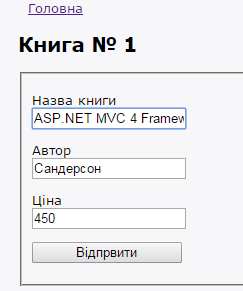 Головна
Книга № 1
Назва книги
ASP.NET MVC 4 Framew
Автор
Сандерсон
Ціна
450
Відпрвити